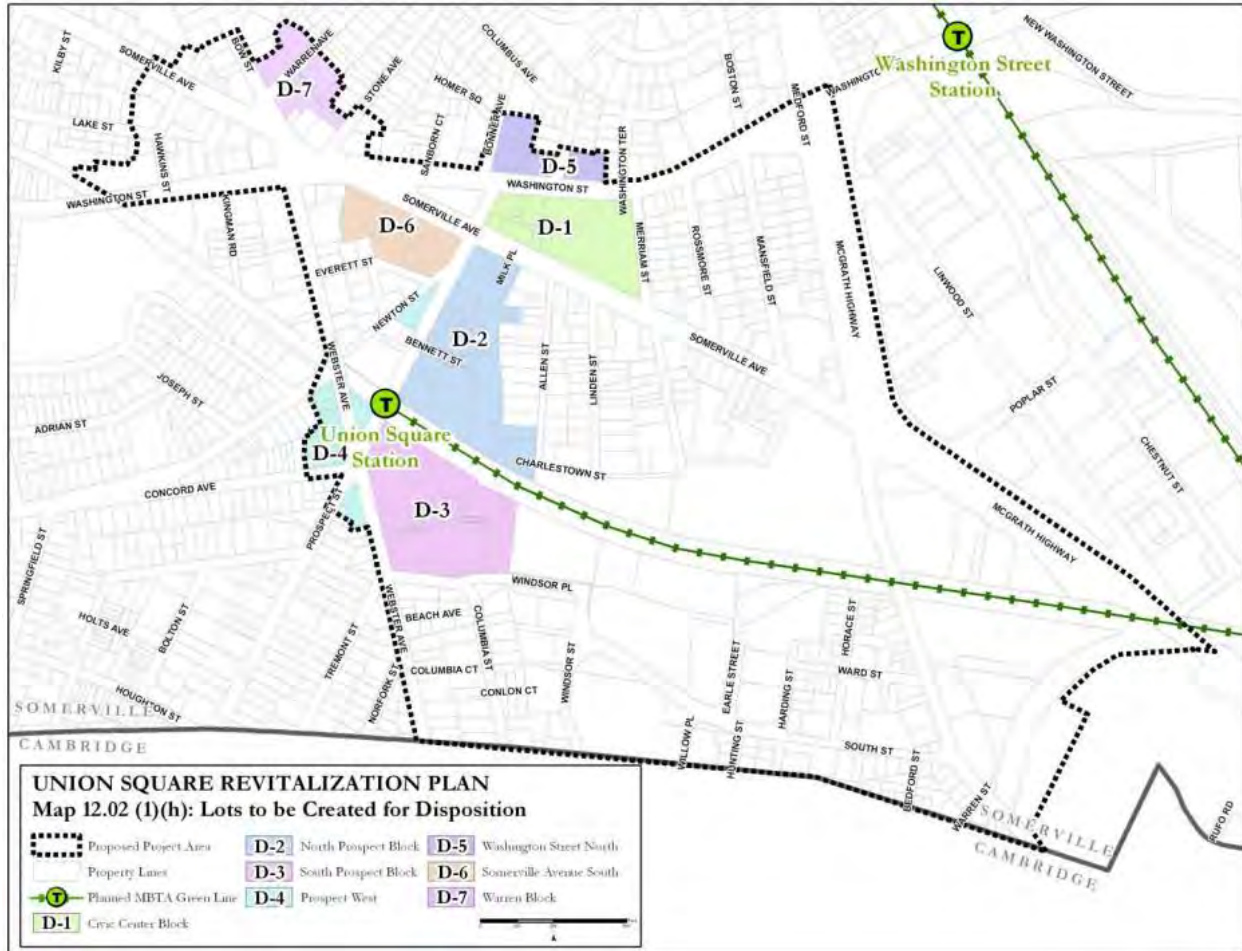 KILBY ST
SOMERVILLE AVE
BOW ST
WARREN AVE
D-7
STONE AVE
COLUMBUS AVE
HOMER SQ
SANBORN CT
BONNER AVE
BOSTON ST
MEDFORD ST
WASHINGTON
NEW WASHINGTON STREET
T
Washington Street
Station
LAKE ST
HAWKINS ST
WASHINGTON ST
KINGMAN RD
D-5
WASHINGTON ST
WASHINGTON TER
SOMERVILLE AVE
D-6
D-1
EVERETT ST
MILK PL
MERRIAM ST
ROSSMORE ST
MANSFIELD ST
MCGRATH HIGHWAY
LINWOOD ST
NEWTON ST
D-2
BENNETT ST
ALLEN ST
LINDEN ST
SOMERVILLE AVE
WEBSTER AVE
JOSEPH ST
POPLAR ST
CHESTNUT ST
ADRIAN ST
T
Union Square
Station
D-4
CHARLESTOWN ST
CONCORD AVE
PROSPECT ST
D-3
MCGRATH HIGHWAY
SPRINGFIELD ST
WINDSOR PL
HOLTS AVE
BOLTON ST
TREMONT ST
WEBSTER AVE
BEACH AVE
COLUMBIA ST
COLUMBIA CT
CONLON CT
WINDSOR ST
NORFORK ST
HOUGHTON ST
EARLE STREET
HORACE ST
WARD ST
HARDING ST
SOUTH ST
WILLOW PL
HUNTING ST
BEDFORD ST
WARREN ST
RUFO RD
SOMERVILLE
CAMBRIDGE
SOMERVILLE
CAMBRIDGE
UNION SQUARE REVITALIZATION PLAN
Map 12.02 (1)(h): Lots to be Created for Disposition
Proposed Project Area
D-2 North Prospect Block
D-5 Washington Street North
Property Lines
D-3 South Prospect Block
D-6 Somerville Avenue South
T Planned MBTA Green Line
D-4 Prospect West
D-7 Warren Block
D-1 Civic Center Block